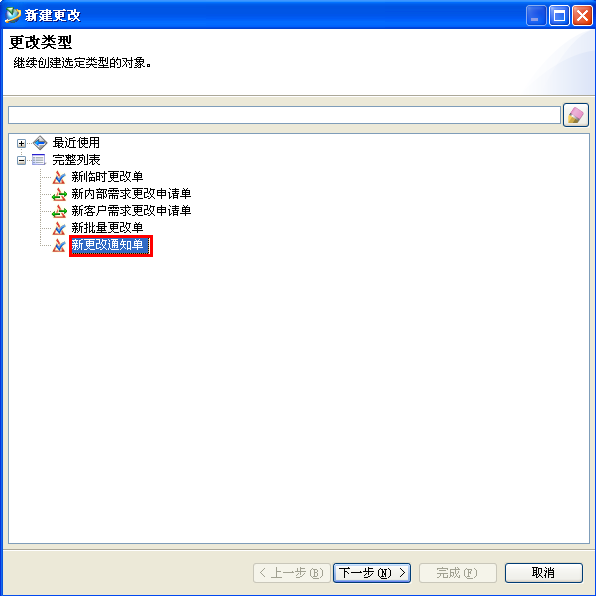 新建更改
更改类型
继续创建选定类型的对象。
最近使用
完整列表
新临时更改单
新内部需求更改申请单
新客户需求更改申请单
新批量更改单
新更改通知单
< 上一步(B) 下一步(N) > 完成(F) 取消